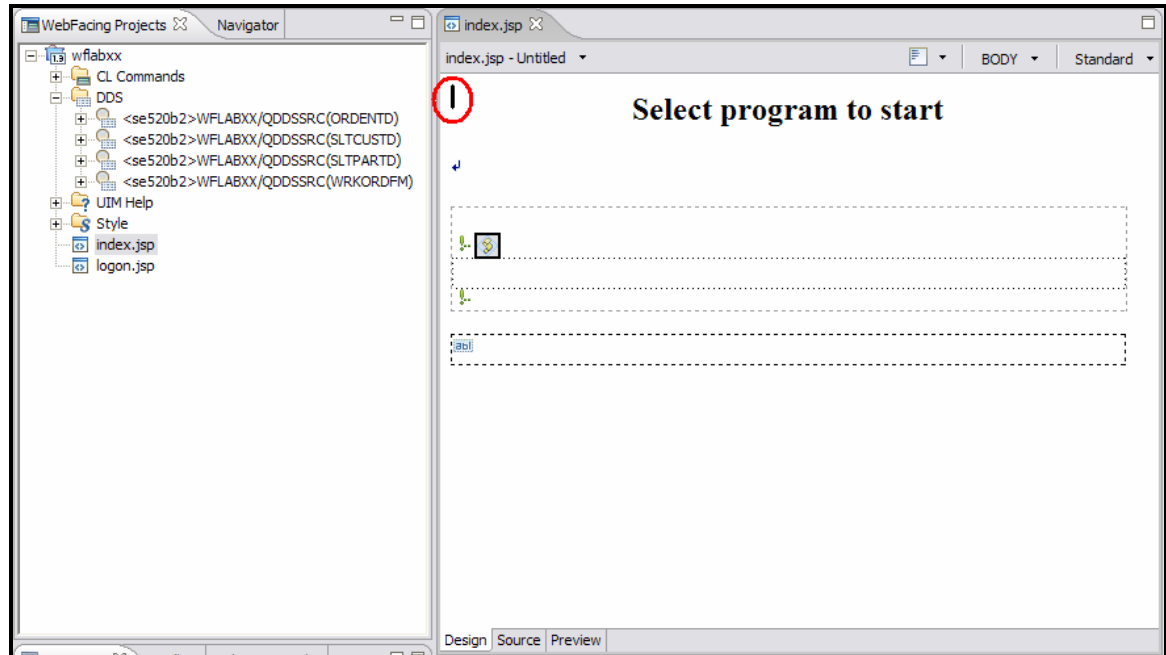 WebFacing Projects
Navigator
wflabxx
CL Commands
DDS
<se520b2>WFLABXX/QDDSSRC(ORDENTD)
<se520b2>WFLABXX/QDDSSRC(SLTCUSTD)
<se520b2>WFLABXX/QDDSSRC(SLTPARTD)
<se520b2>WFLABXX/QDDSSRC(WRKORDFM)
UIM Help
Style
index.jsp
logon.jsp
index.jsp
index.jsp - Untitled
BODY
Standard
Select program to start
abI
Design Source Preview